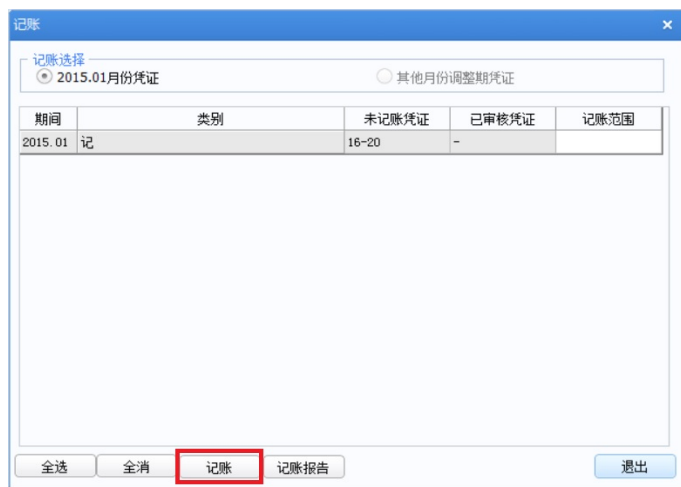 记账
记账选择
2015.01月份凭证 其他月份调整期凭证
期间 类别 未记账凭证 已审核凭证 记账范围
2015.01 记 16-20 -
全选 全消 记账 记账报告 退出